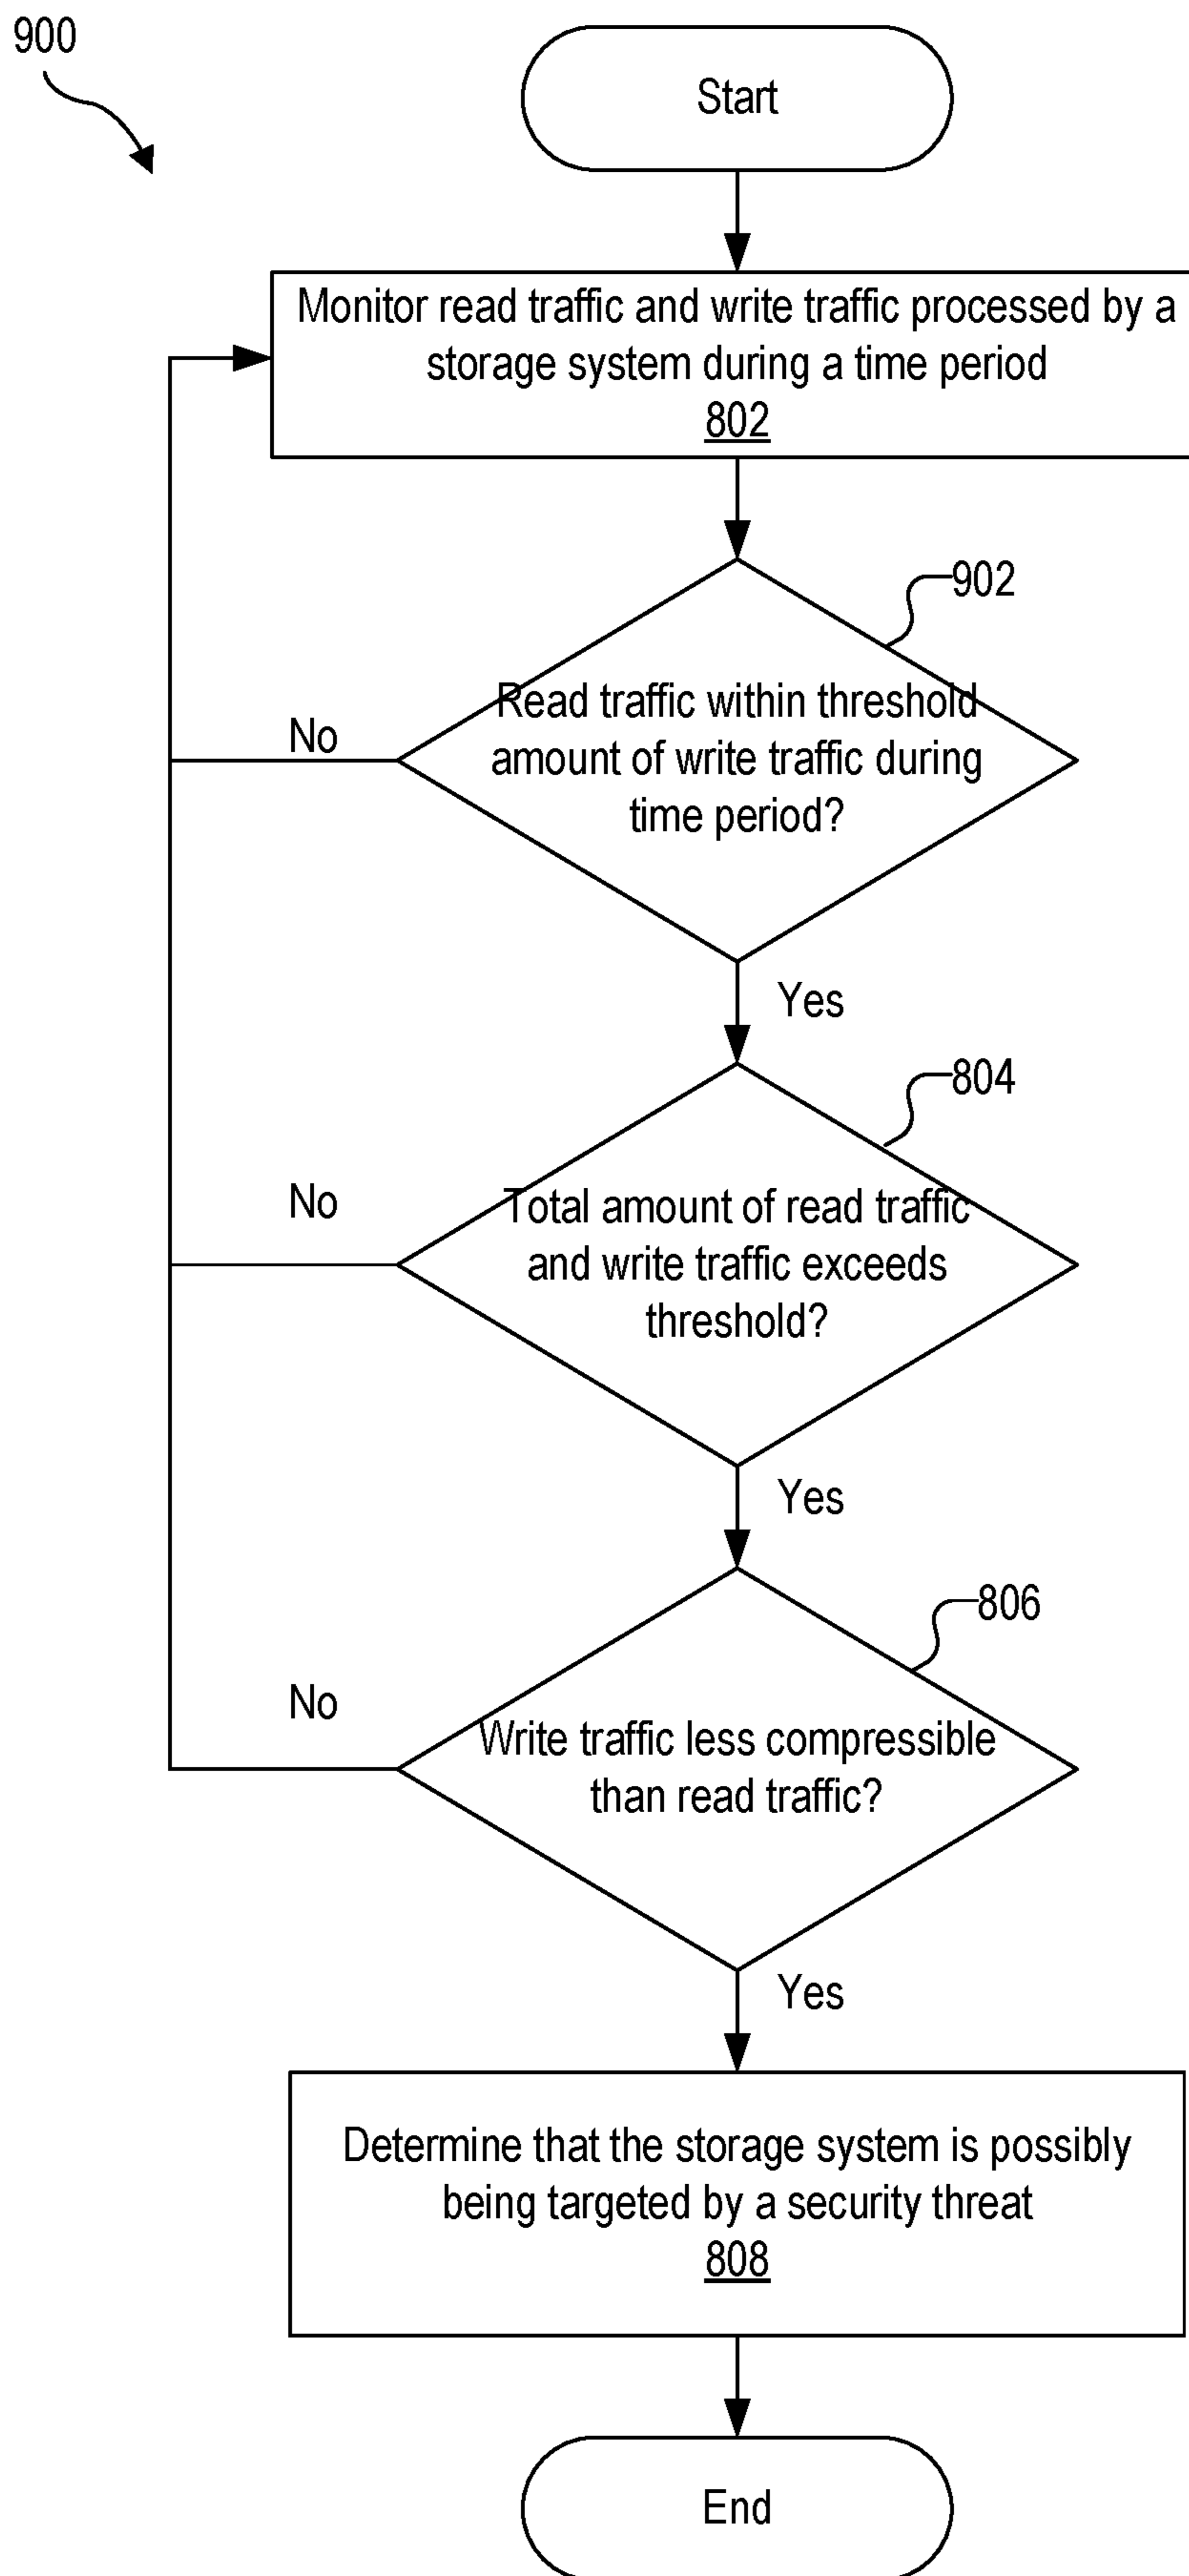 900
Start
Monitor read traffic and write traffic processed by a
storage system during a time period
802
902
Read traffic within threshold
amount of write traffic during
time period?
No
Yes
804
Total amount of read traffic
and write traffic exceeds
threshold?
No
Yes
806
Write traffic less compressible
than read traffic?
No
Yes
Determine that the storage system is possibly
being targeted by a security threat
808
End